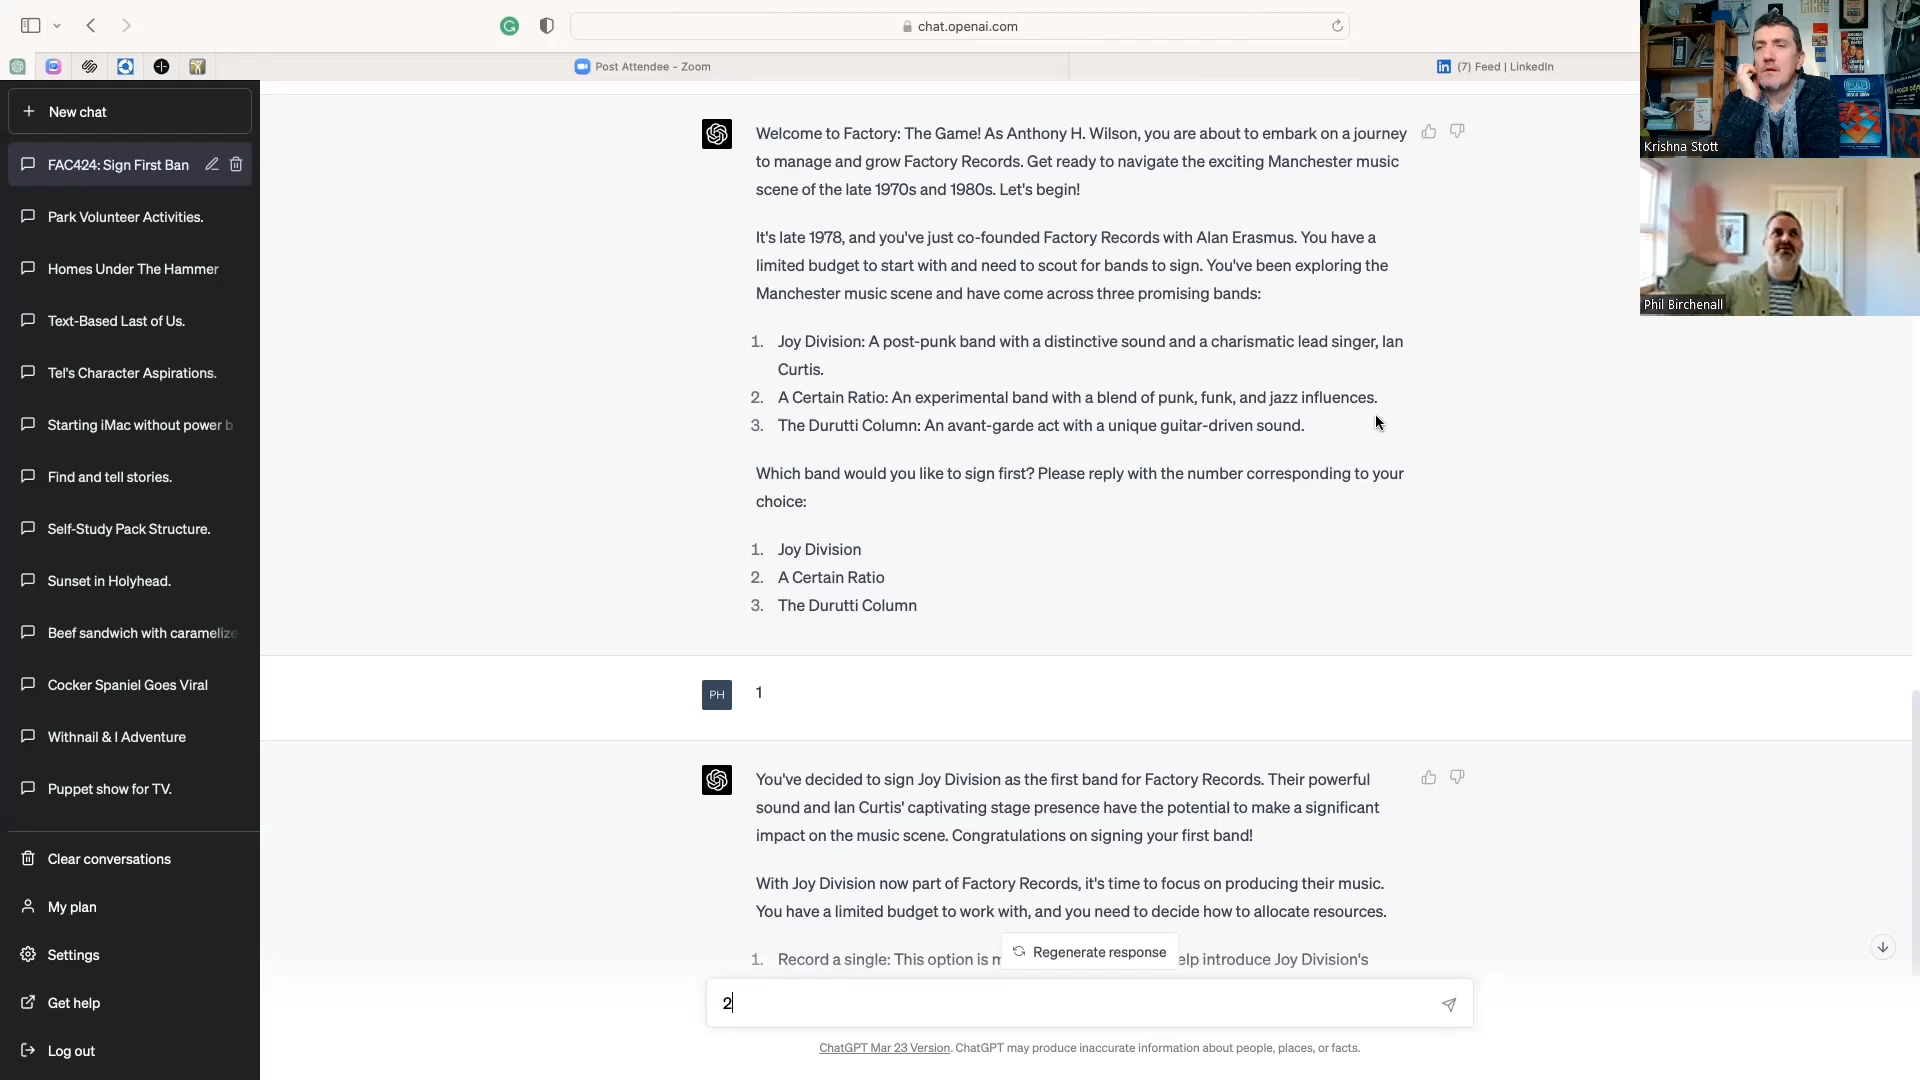 chat.openai.com
Post Attendee - Zoom
(7) Feed | LinkedIn
New chat
FAC424: Sign First Ban
Park Volunteer Activities.
Homes Under The Hammer
Text-Based Last of Us.
Tel's Character Aspirations.
Starting iMac without power b
Find and tell stories.
Self-Study Pack Structure.
Sunset in Holyhead.
Beef sandwich with caramelize
Cocker Spaniel Goes Viral
Withnail & I Adventure
Puppet show for TV.
Clear conversations
My plan
Settings
Get help
Log out
Welcome to Factory: The Game! As Anthony H. Wilson, you are about to embark on a journey
to manage and grow Factory Records. Get ready to navigate the exciting Manchester music
scene of the late 1970s and 1980s. Let's begin!
It's late 1978, and you've just co-founded Factory Records with Alan Erasmus. You have a
limited budget to start with and need to scout for bands to sign. You've been exploring the
Manchester music scene and have come across three promising bands:
1. Joy Division: A post-punk band with a distinctive sound and a charismatic lead singer, Ian
Curtis.
2. A Certain Ratio: An experimental band with a blend of punk, funk, and jazz influences.
3. The Durutti Column: An avant-garde act with a unique guitar-driven sound.
Which band would you like to sign first? Please reply with the number corresponding to your
choice:
1. Joy Division
2. A Certain Ratio
3. The Durutti Column
PH 1
You've decided to sign Joy Division as the first band for Factory Records. Their powerful
sound and Ian Curtis' captivating stage presence have the potential to make a significant
impact on the music scene. Congratulations on signing your first band!
With Joy Division now part of Factory Records, it's time to focus on producing their music.
You have a limited budget to work with, and you need to decide how to allocate resources.
1. Record a single: This option is elp introduce Joy Division's
Regenerate response
2
ChatGPT Mar 23 Version. ChatGPT may produce inaccurate information about people, places, or facts.
Krishna Stott
Phil Birchenall